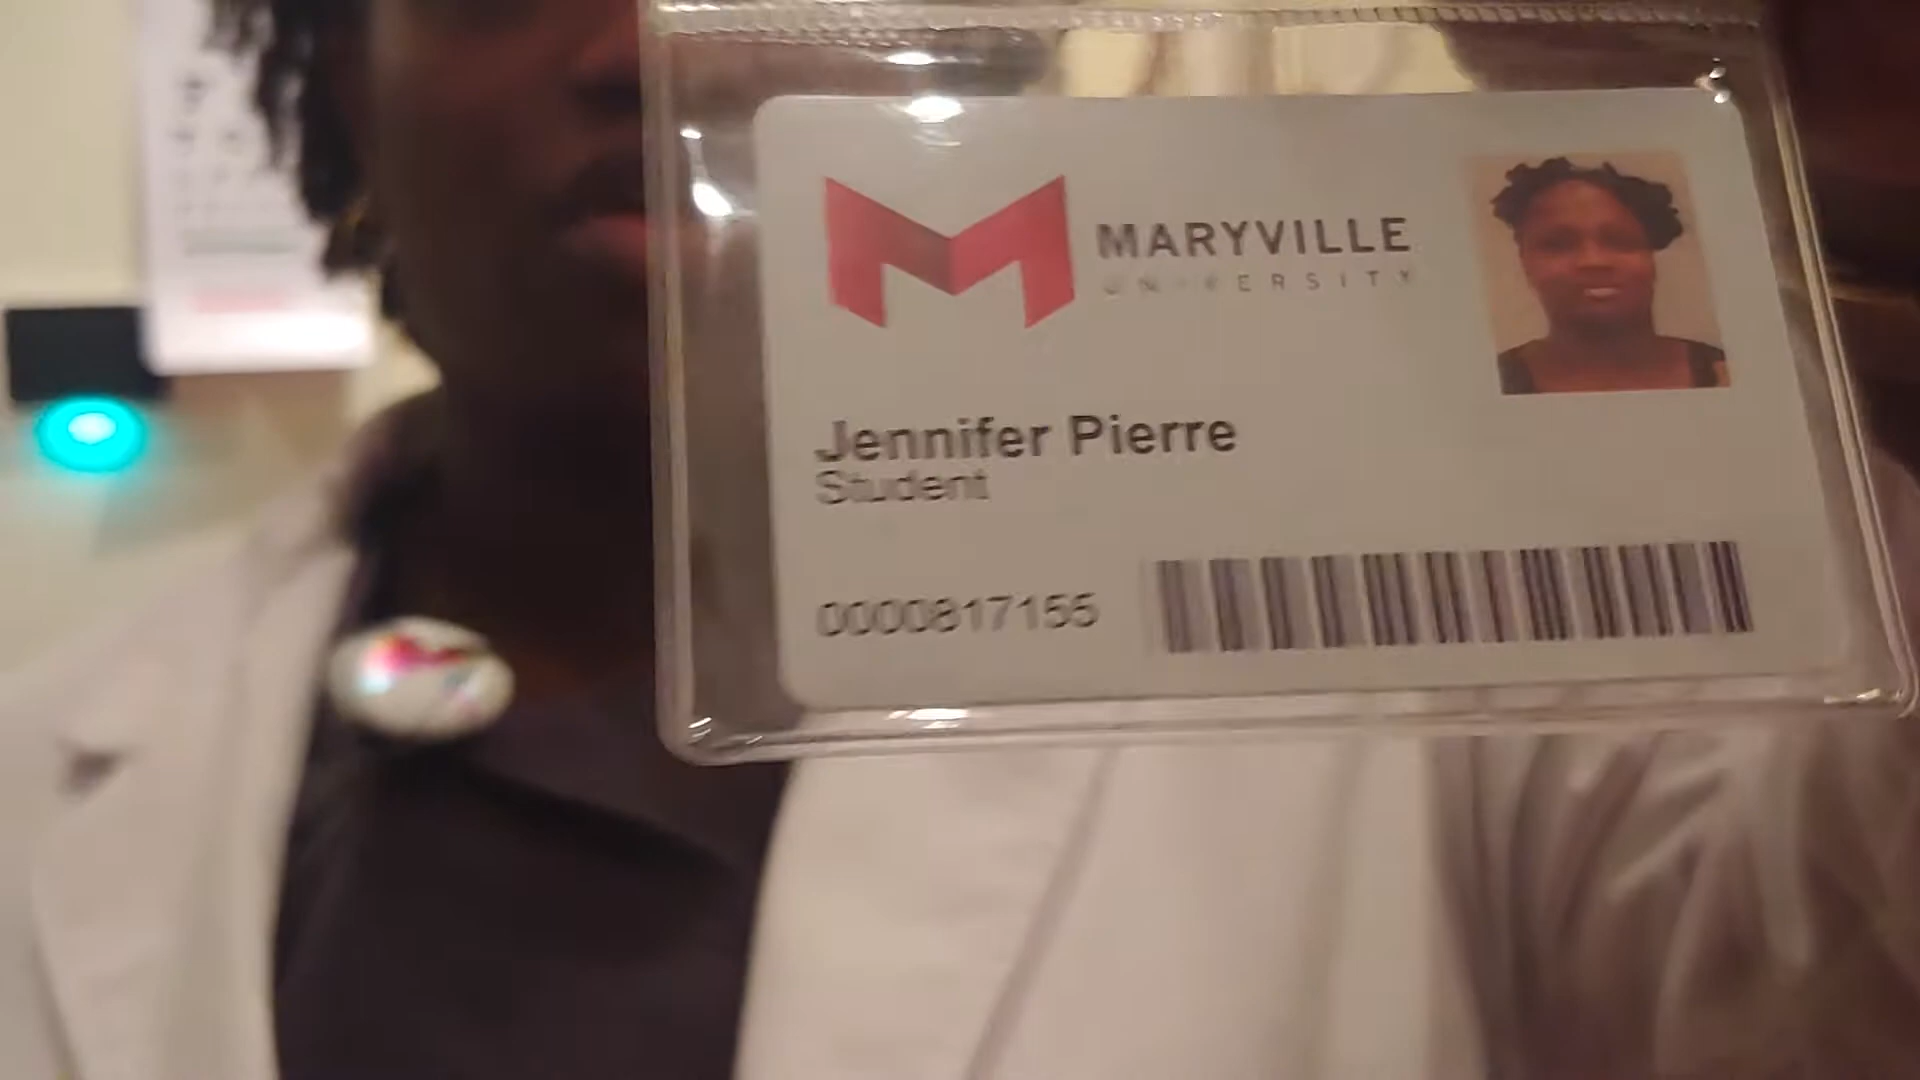 MARYVILLE
UNIVERSITY
Jennifer Pierre
Student
0000817155